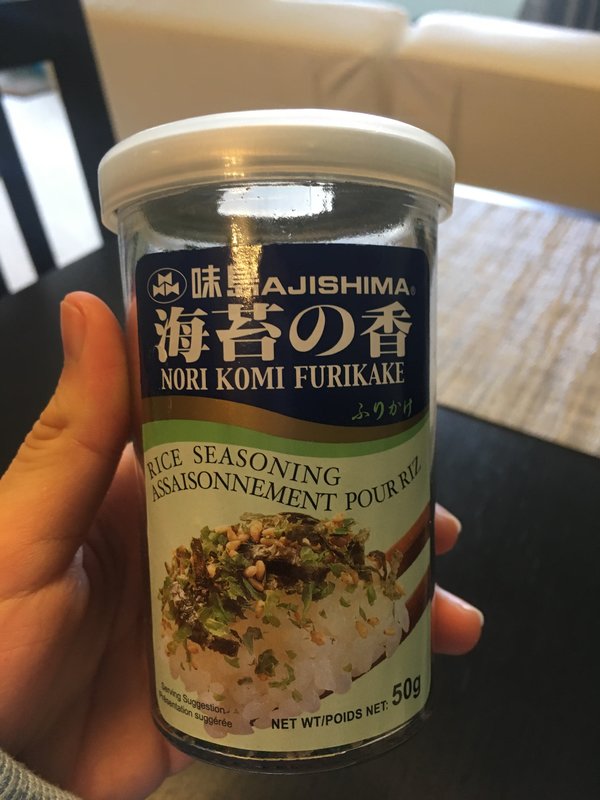 味島AJISHIMA®
海苔の香
NORI KOMI FURIKAKE
ふりかけ
RICE SEASONING
ASSAISONNEMENT POUR RIZ
Serving Suggestion
Présentation suggérée
NET WT/POIDS NET: 50g